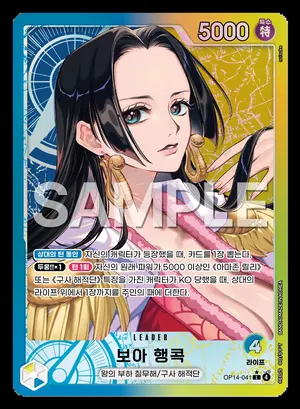 5000
특수
特
SAMPLE
상대의 턴 동안 자신의 캐릭터가 등장했을 때, 카드를 1장 뽑는다.
두웅!!×1 턴 1회 자신의 원래 파워가 5000 이상인 《아마존 릴리》
또는 《구사 해적단》 특징을 가진 캐릭터가 KO 당했을 때, 상대의
라이프 위에서 1장까지를 주인의 패에 더한다.
LEADER
보아 행콕
왕의 부하 칠무해/구사 해적단
4
라이프
OP14-041 L